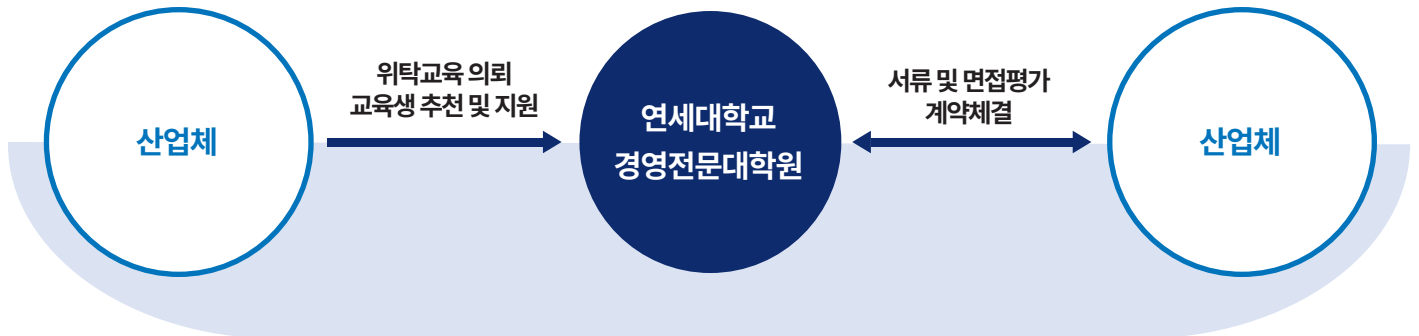 산업체
위탁교육 의뢰
교육생 추천 및 지원
연세대학교
경영전문대학원
서류 및 면접평가
계약체결
산업체